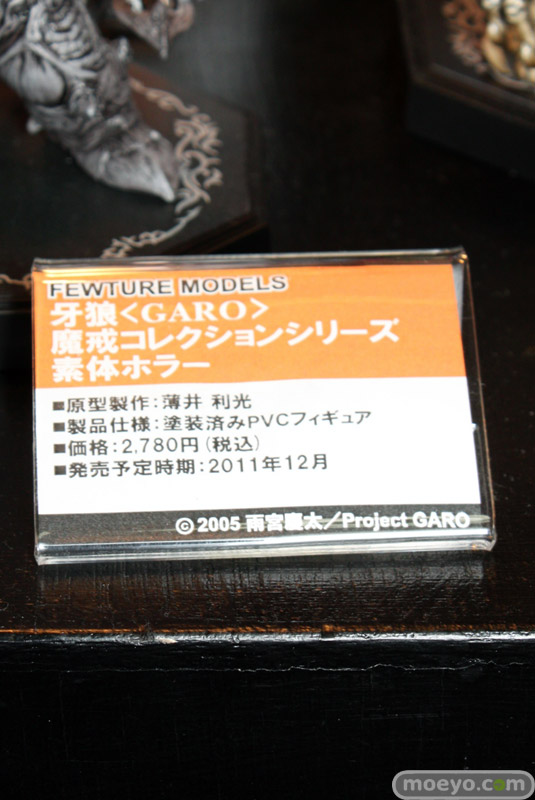 FEWTURE MODELS
牙狼<GARO>
魔戒コレクションシリーズ
素体ホラー
■原型製作：薄井 利光
■製品仕様：塗装済みPVCフィギュア
■価格：2,780円（税込）
■発売予定時期：2011年12月
© 2005 雨宮慶太／Project GARO
moeyo.com